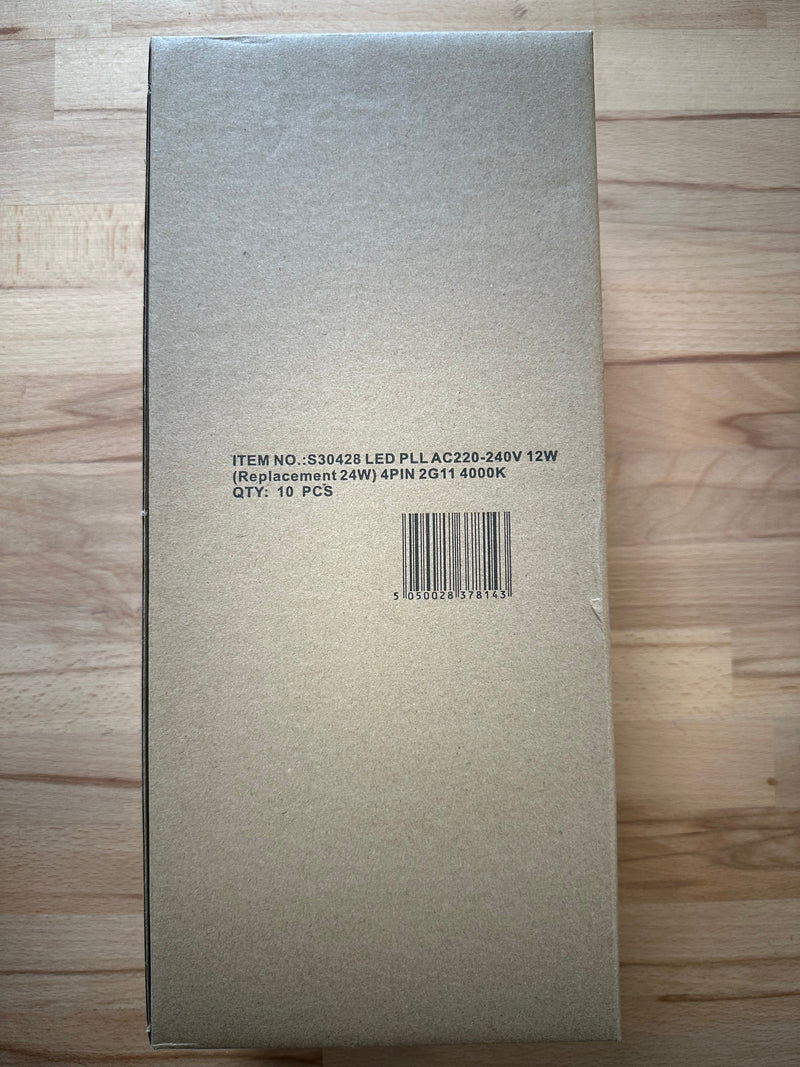 ITEM NO.:S30428 LED PLL AC220-240V 12W
(Replacement 24W) 4PIN 2G11 4000K
QTY: 10 PCS
5 050028 378143